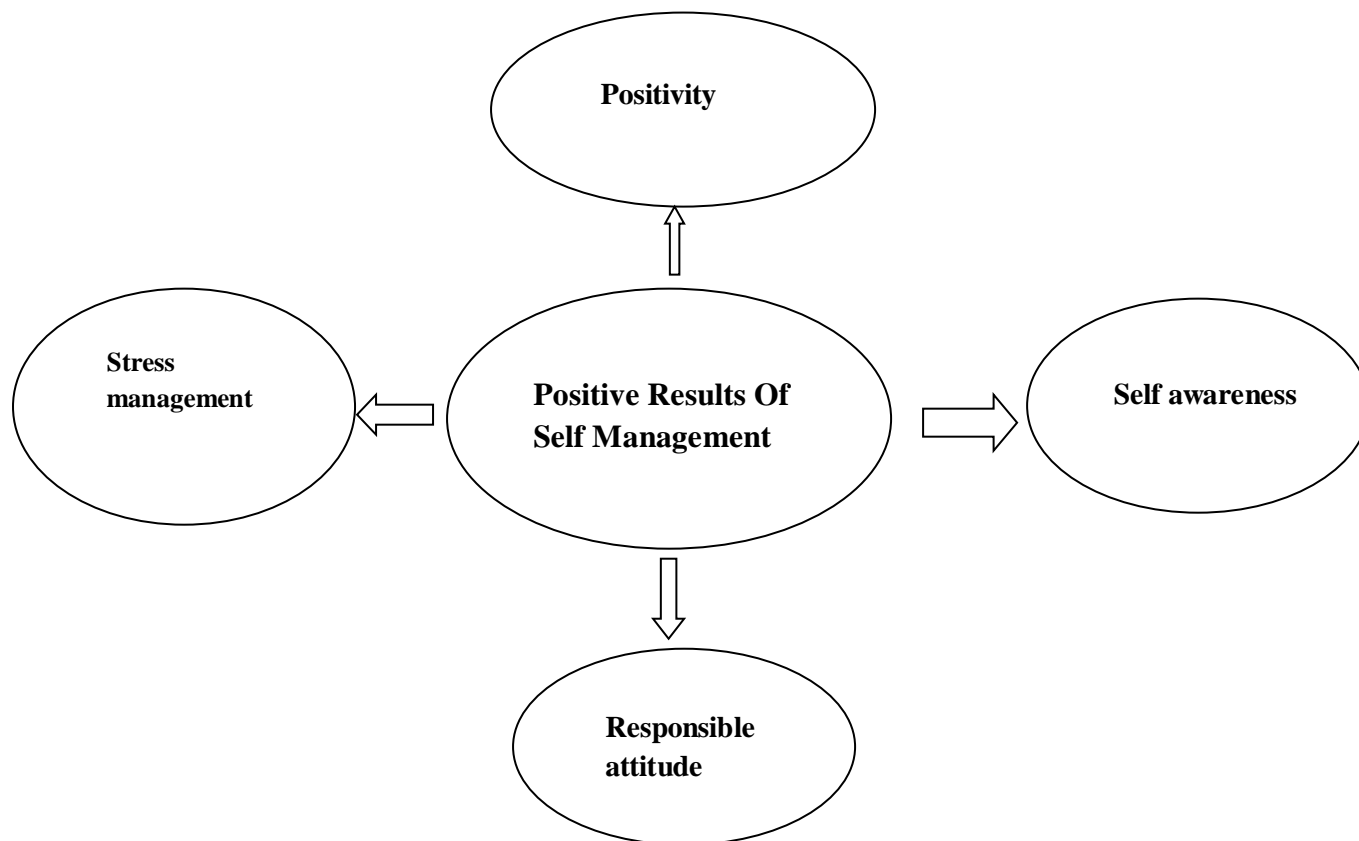 Positivity
Stress
management
Positive Results Of
Self Management
Self awareness
Responsible
attitude